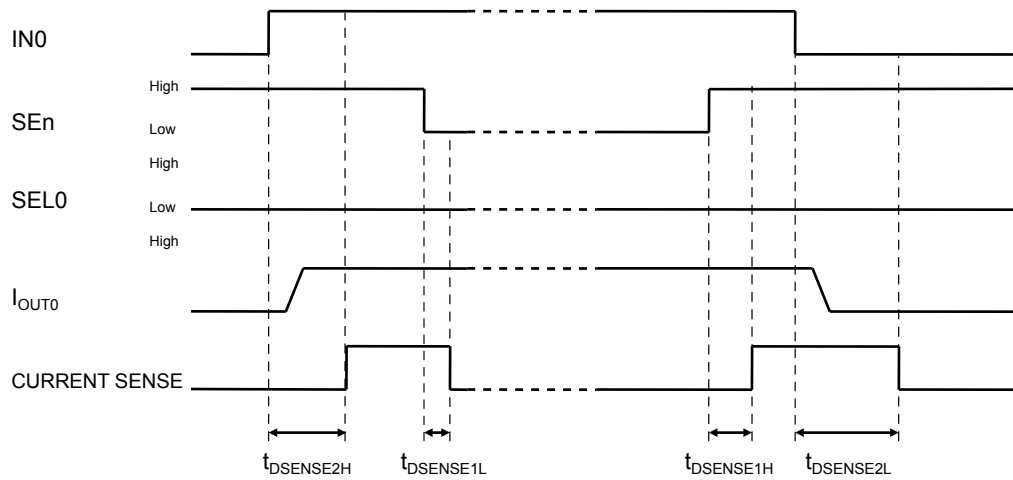 IN0
High
SEn
Low
High
SEL0
Low
High
IOUT0
CURRENT SENSE
tDSENSE2H
tDSENSE1L
tDSENSE1H
tDSENSE2L